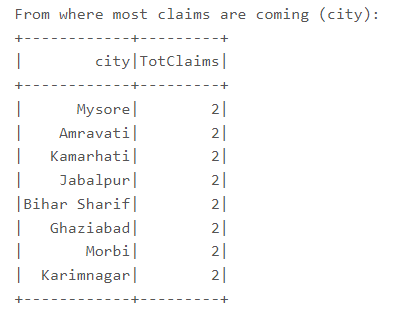 From where most claims are coming (city):
+------------+---------+
|        city|TotClaims|
+------------+---------+
|      Mysore|        2|
|    Amravati|        2|
|   Kamarhati|        2|
|    Jabalpur|        2|
|Bihar Sharif|        2|
|   Ghaziabad|        2|
|       Morbi|        2|
|  Karimnagar|        2|
+------------+---------+